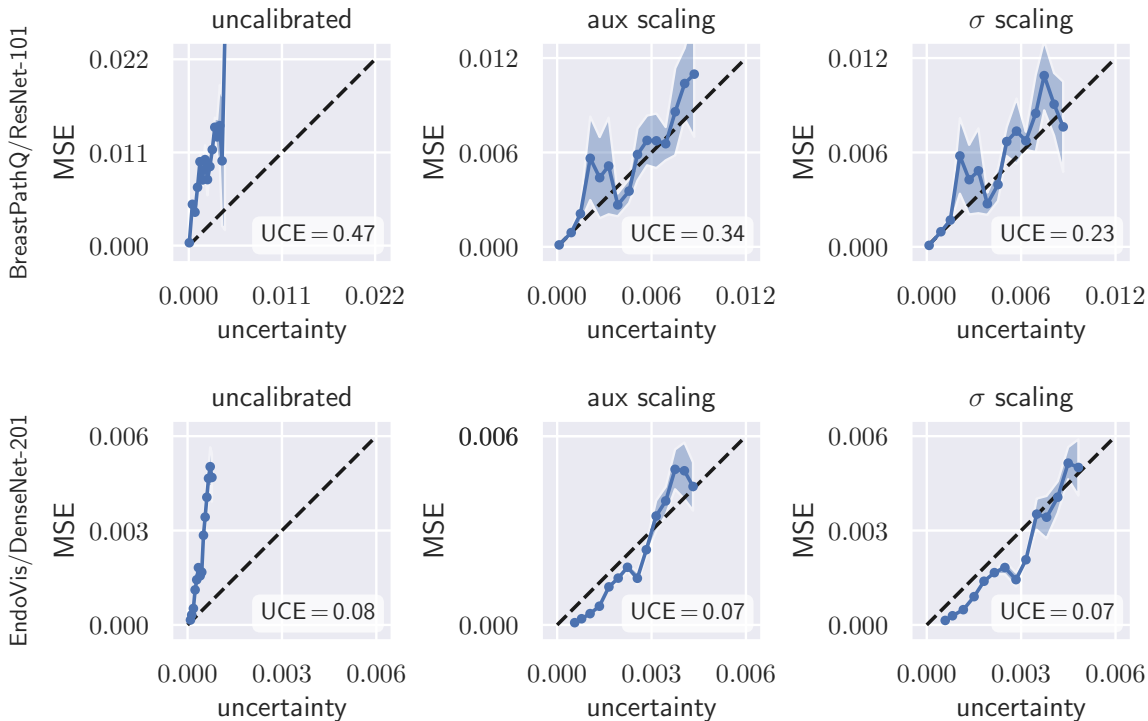 BreastPathQ/ResNet-101
uncalibrated
MSE
0.022
0.011
0.000
UCE = 0.47
0.000 0.011 0.022
uncertainty
aux scaling
MSE
0.012
0.006
0.000
UCE = 0.34
0.000 0.006 0.012
uncertainty
σ scaling
MSE
0.012
0.006
0.000
UCE = 0.23
0.000 0.006 0.012
uncertainty
EndoVis/DenseNet-201
uncalibrated
MSE
0.006
0.003
0.000
UCE = 0.08
0.000 0.003 0.006
uncertainty
aux scaling
MSE
0.006
0.003
0.000
UCE = 0.07
0.000 0.003 0.006
uncertainty
σ scaling
MSE
0.006
0.003
0.000
UCE = 0.07
0.000 0.003 0.006
uncertainty